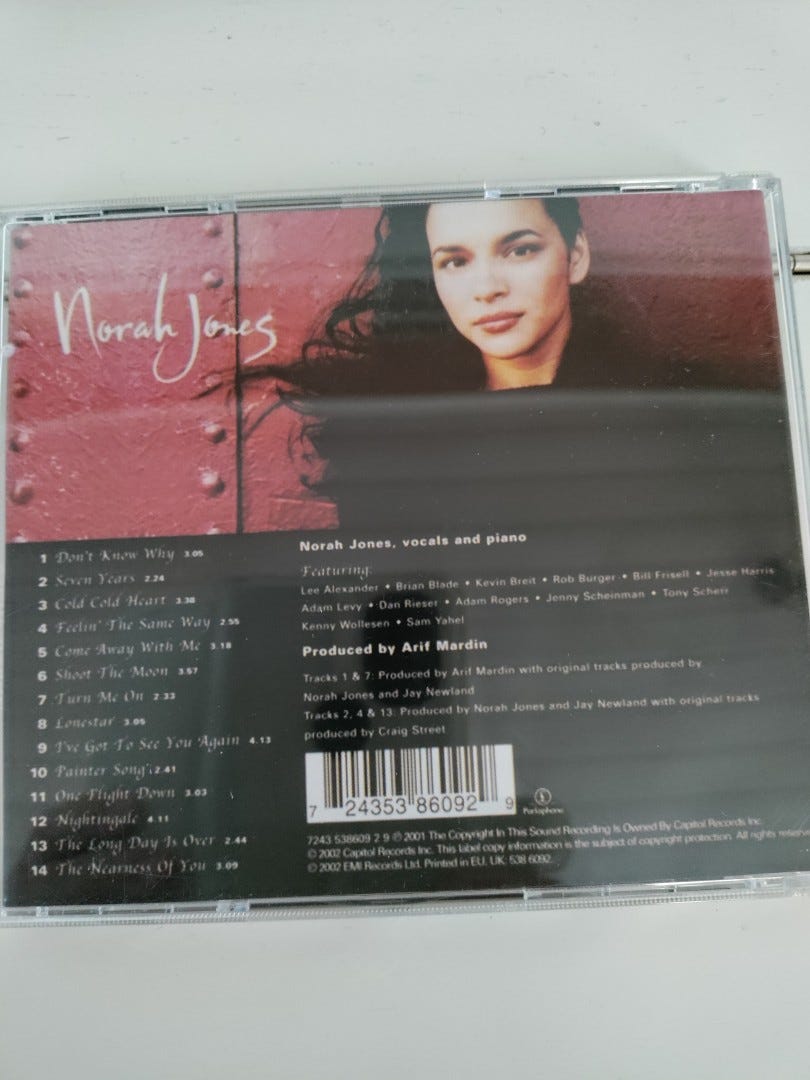 Norah Jones
1 Don't Know Why 3.05
2 Seven Years 2.24
3 Cold Cold Heart 3.38
4 Feelin' The Same Way 2.55
5 Come Away With Me 3.18
6 Shoot The Moon 3.57
7 Turn Me On 2.33
8 Lonestar 3.05
9 I've Got To See You Again 4.13
10 Painter Song 2.41
11 One Flight Down 3.03
12 Nightingale 4.11
13 The Long Day Is Over 2.44
14 The Nearness Of You 3.09
Norah Jones, vocals and piano
Featuring:
Lee Alexander • Brian Blade • Kevin Breit • Rob Burger • Bill Frisell • Jesse Harris
Adam Levy • Dan Rieser • Adam Rogers • Jenny Scheinman • Tony Scherr
Kenny Wollesen • Sam Yahel
Produced by Arif Mardin
Tracks 1 & 7: Produced by Arif Mardin with original tracks produced by
Norah Jones and Jay Newland
Tracks 2, 4 & 13: Produced by Norah Jones and Jay Newland with original tracks
produced by Craig Street
7 24353 86092 9
Parlophone
7243 538609 2 9 ℗ 2001 The Copyright In This Sound Recording Is Owned By Capitol Records Inc.
© 2002 Capitol Records Inc. This label copy information is the subject of copyright protection. All rights reserved.
© 2002 EMI Records Ltd. Printed in EU. UK: 538 6092.